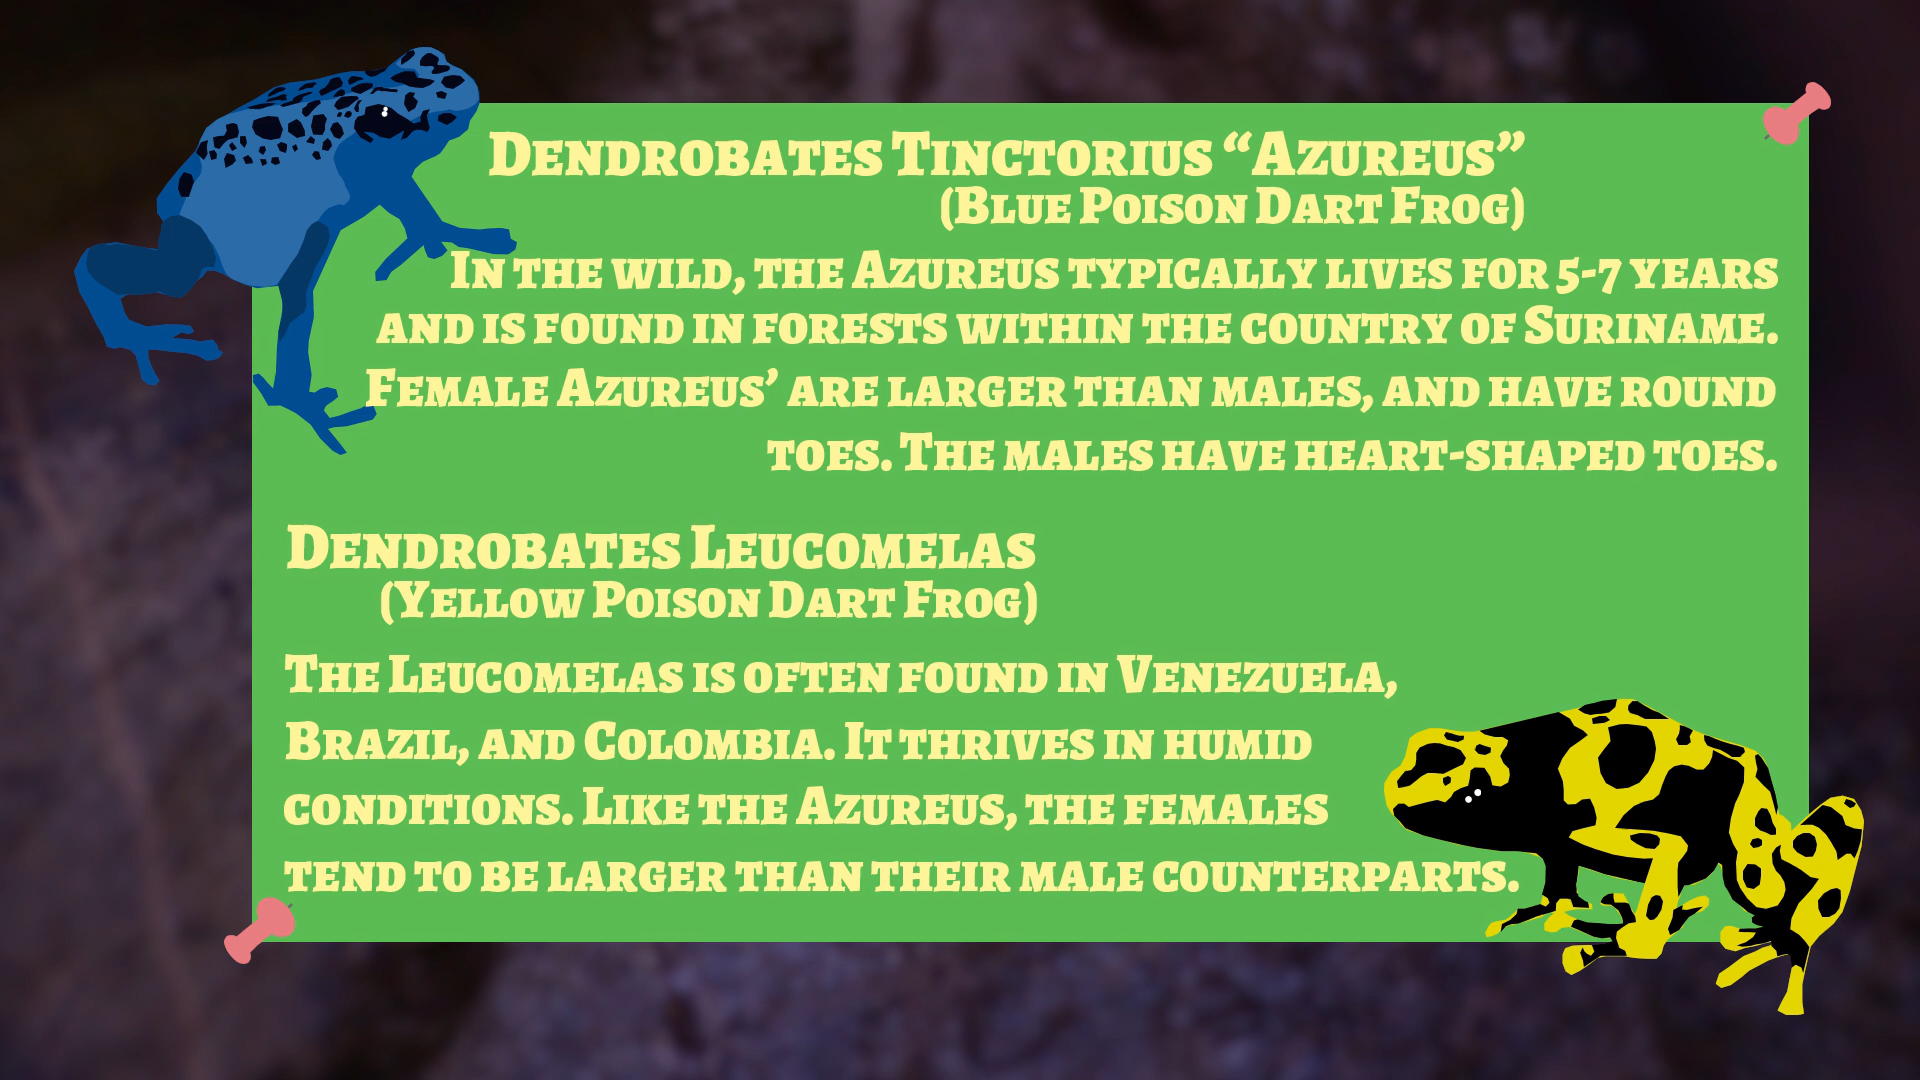 Dendrobates Tinctorius “Azureus”
(Blue Poison Dart Frog)
In the wild, the Azureus typically lives for 5-7 years
and is found in forests within the country of Suriname.
Female Azureus’ are larger than males, and have round
toes. The males have heart-shaped toes.
Dendrobates Leucomelas
(Yellow Poison Dart Frog)
The Leucomelas is often found in Venezuela,
Brazil, and Colombia. It thrives in humid
conditions. Like the Azureus, the females
tend to be larger than their male counterparts.